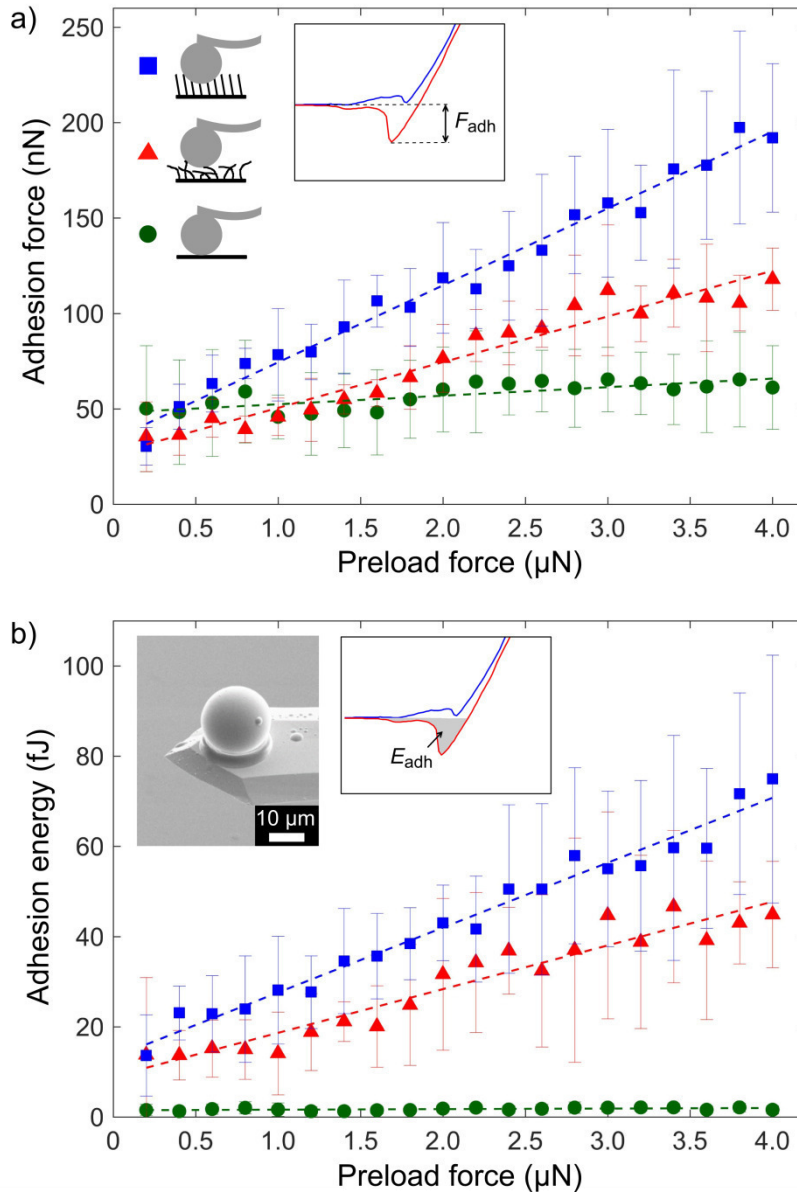 a)
250
200
150
100
50
0
Adhesion force (nN)
F_adh
0 0.5 1.0 1.5 2.0 2.5 3.0 3.5 4.0
Preload force (µN)
b)
100
80
60
40
20
0
Adhesion energy (fJ)
10 µm
E_adh
0 0.5 1.0 1.5 2.0 2.5 3.0 3.5 4.0
Preload force (µN)